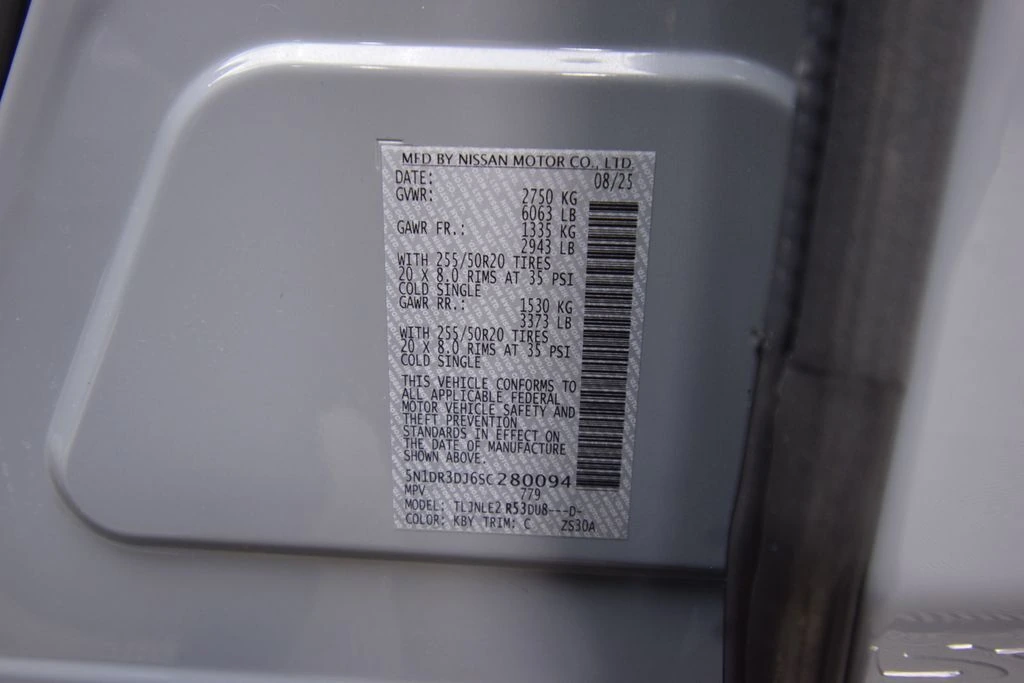 MFD BY NISSAN MOTOR CO., LTD.
DATE: 08/25
GVWR: 2750 KG
6063 LB
GAWR FR.: 1335 KG
2943 LB
WITH 255/50R20 TIRES
20 X 8.0 RIMS AT 35 PSI
COLD SINGLE
GAWR RR.: 1530 KG
3373 LB
WITH 255/50R20 TIRES
20 X 8.0 RIMS AT 35 PSI
COLD SINGLE
THIS VEHICLE CONFORMS TO
ALL APPLICABLE FEDERAL
MOTOR VEHICLE SAFETY AND
THEFT PREVENTION
STANDARDS IN EFFECT ON
THE DATE OF MANUFACTURE
SHOWN ABOVE.
5N1DR3DJ6SC280094
MPV 779
MODEL: TLJNLE2 R53DU8---D-
COLOR: KBY TRIM: C ZS30A